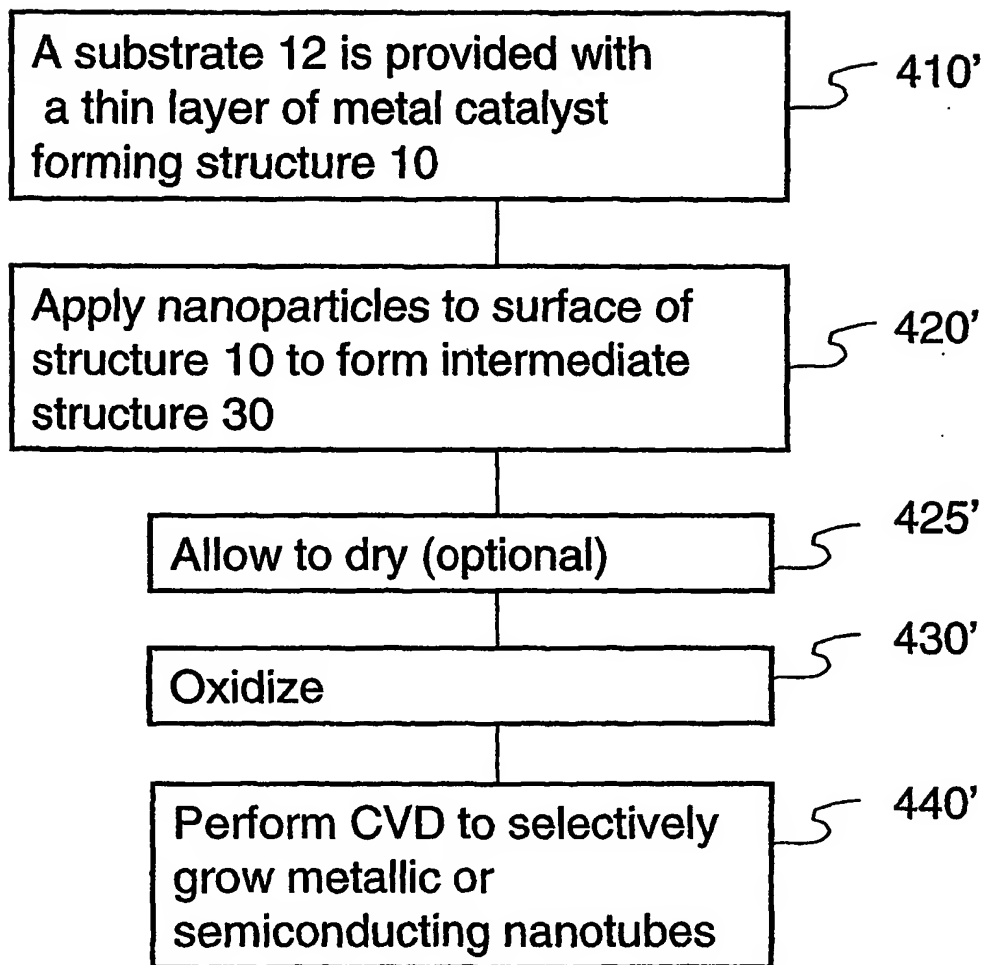 A substrate 12 is provided with
a thin layer of metal catalyst
forming structure 10
410'
Apply nanoparticles to surface of
structure 10 to form intermediate
structure 30
420'
Allow to dry (optional)
425'
Oxidize
430'
Perform CVD to selectively
grow metallic or
semiconducting nanotubes
440'